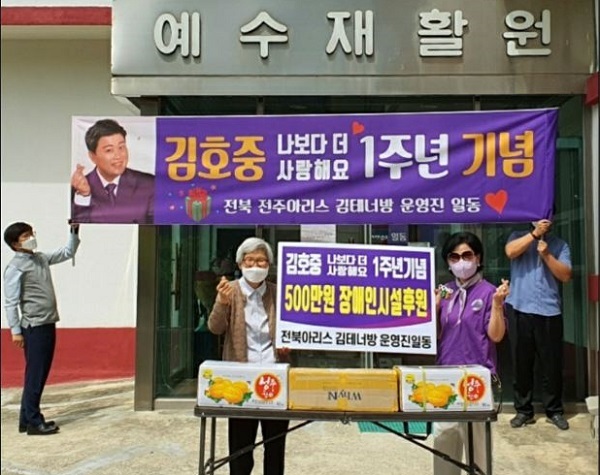 예수재활원
김호중 나보다 더 사랑해요 1주년 기념
전북 전주아리스 김테너방 운영진 일동
김호중 나보다 더 사랑해요 1주년기념
500만원 장애인시설후원
전북아리스 김테너방 운영진일동